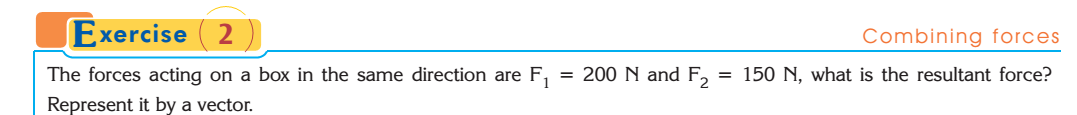 Exercise 2
Combining forces
The forces acting on a box in the same direction are F₁ = 200 N and F₂ = 150 N, what is the resultant force?
Represent it by a vector.